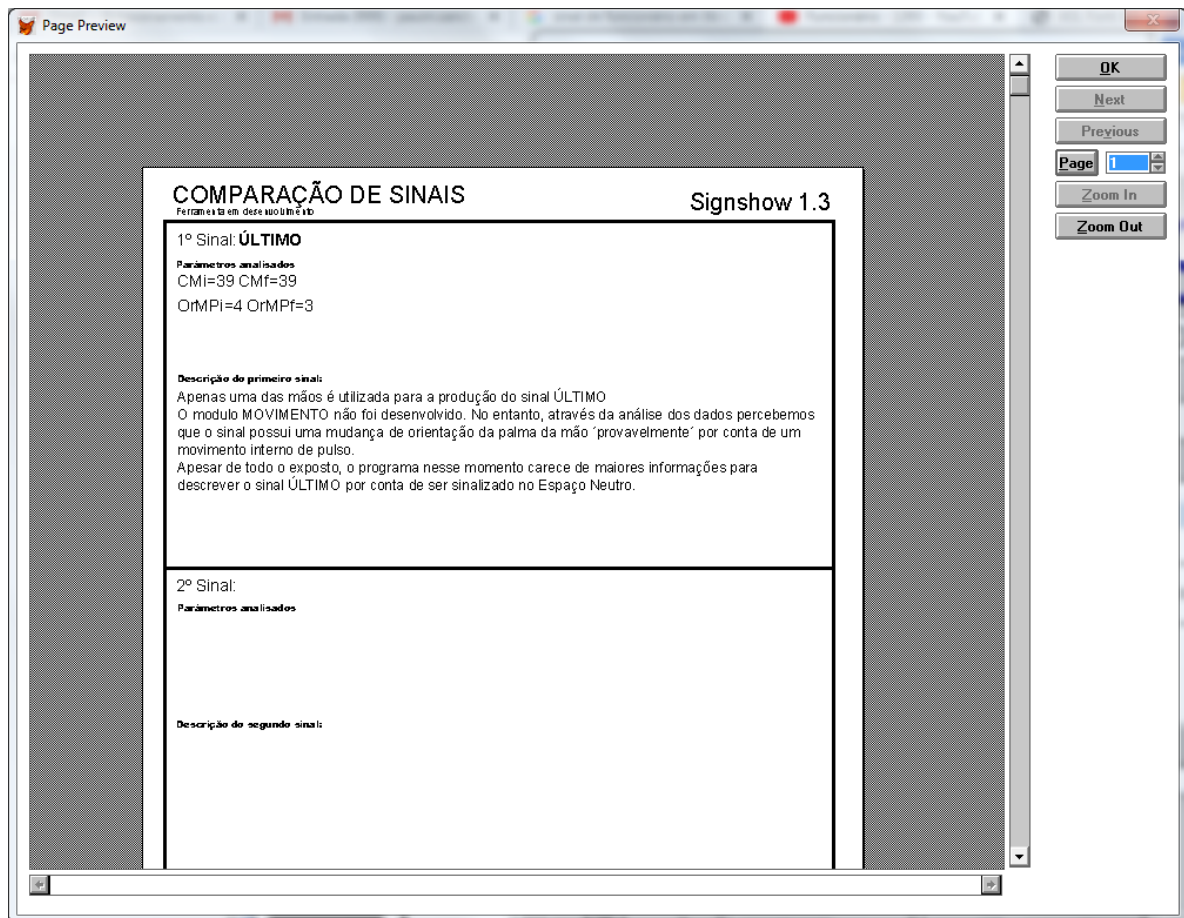 Page Preview
OK
Next
Previous
Page 1
Zoom In
Zoom Out
COMPARAÇÃO DE SINAIS
Ferramenta em desenvolvimento
Signshow 1.3
1º Sinal: ÚLTIMO
Parâmetros analisados
CMi=39 CMf=39
OrMPi=4 OrMPf=3
Descrição do primeiro sinal:
Apenas uma das mãos é utilizada para a produção do sinal ÚLTIMO
O modulo MOVIMENTO não foi desenvolvido. No entanto, através da análise dos dados percebemos
que o sinal possui uma mudança de orientação da palma da mão ´provavelmente´ por conta de um
movimento interno de pulso.
Apesar de todo o exposto, o programa nesse momento carece de maiores informações para
descrever o sinal ÚLTIMO por conta de ser sinalizado no Espaço Neutro.
2º Sinal:
Parâmetros analisados
Descrição do segundo sinal: